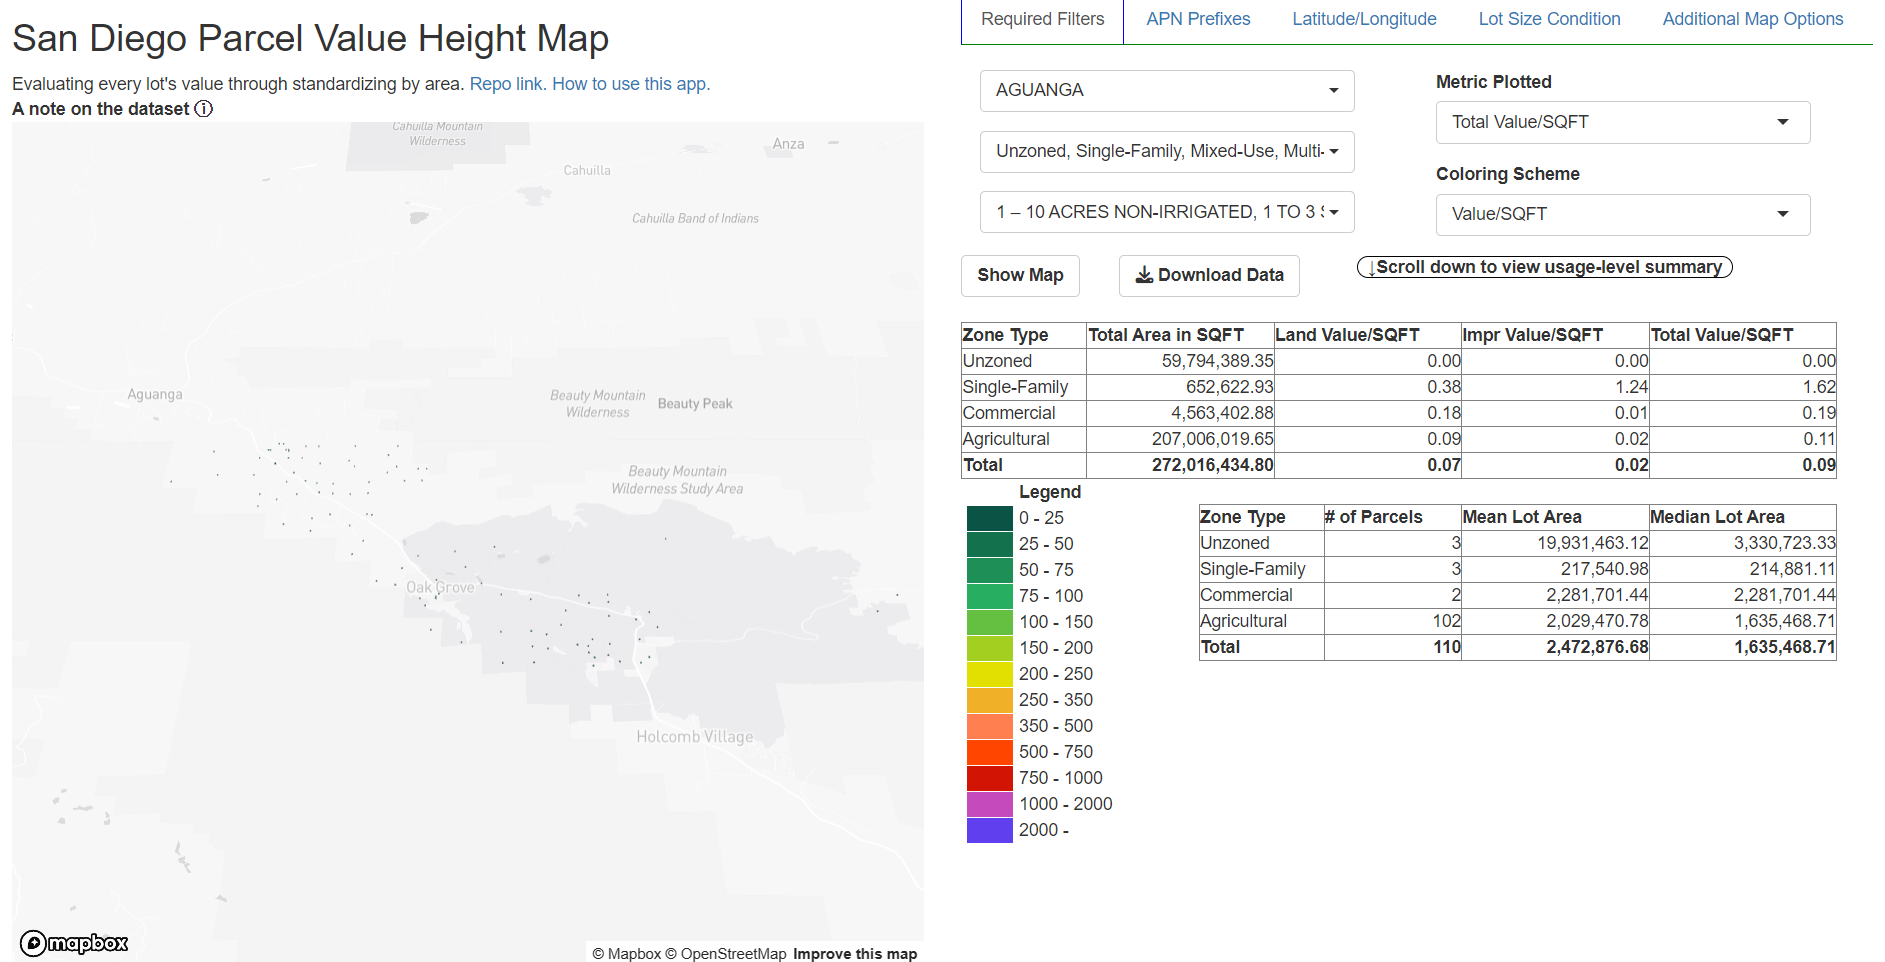 San Diego Parcel Value Height Map
Evaluating every lot's value through standardizing by area. Repo link. How to use this app.
A note on the dataset ⓘ
Cahuilla Mountain
Wilderness
Anza
Cahuilla
Cahuilla Band of Indians
Aguanga
Beauty Mountain
Wilderness
Beauty Peak
Beauty Mountain
Wilderness Study Area
Oak Grove
Holcomb Village
mapbox
© Mapbox © OpenStreetMap Improve this map
Required Filters APN Prefixes Latitude/Longitude Lot Size Condition Additional Map Options
AGUANGA
Unzoned, Single-Family, Mixed-Use, Multi-
1 – 10 ACRES NON-IRRIGATED, 1 TO 3 S
Metric Plotted
Total Value/SQFT
Coloring Scheme
Value/SQFT
Show Map Download Data ↓Scroll down to view usage-level summary
Zone Type Total Area in SQFT Land Value/SQFT Impr Value/SQFT Total Value/SQFT
Unzoned 59,794,389.35 0.00 0.00 0.00
Single-Family 652,622.93 0.38 1.24 1.62
Commercial 4,563,402.88 0.18 0.01 0.19
Agricultural 207,006,019.65 0.09 0.02 0.11
Total 272,016,434.80 0.07 0.02 0.09
Legend
0 - 25
25 - 50
50 - 75
75 - 100
100 - 150
150 - 200
200 - 250
250 - 350
350 - 500
500 - 750
750 - 1000
1000 - 2000
2000 -
Zone Type # of Parcels Mean Lot Area Median Lot Area
Unzoned 3 19,931,463.12 3,330,723.33
Single-Family 3 217,540.98 214,881.11
Commercial 2 2,281,701.44 2,281,701.44
Agricultural 102 2,029,470.78 1,635,468.71
Total 110 2,472,876.68 1,635,468.71